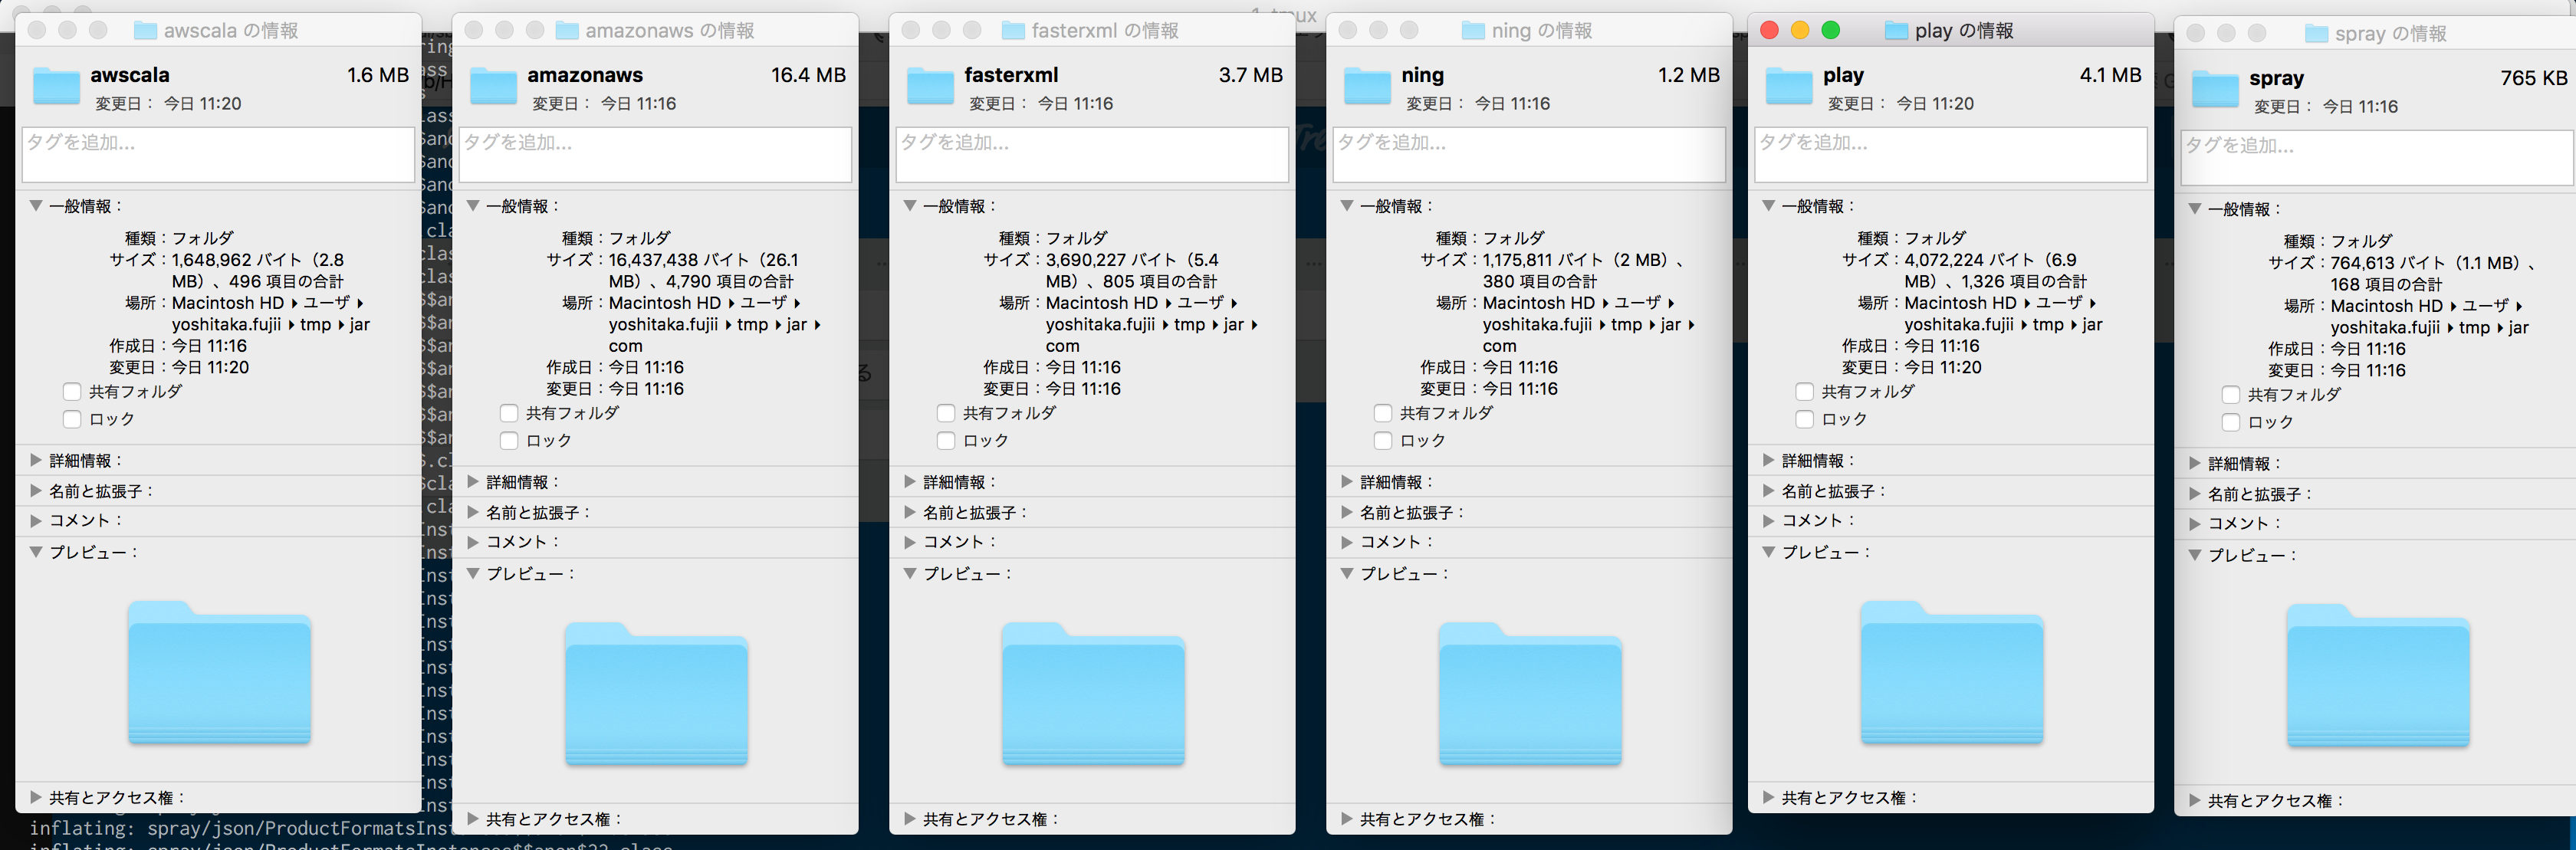 awscala の情報
awscala 1.6 MB
変更日： 今日 11:20
タグを追加...
一般情報：
種類：フォルダ
サイズ：1,648,962 バイト（2.8
MB）、496 項目の合計
場所：Macintosh HD ▸ ユーザ ▸
yoshitaka.fujii ▸ tmp ▸ jar
作成日：今日 11:16
変更日：今日 11:20
共有フォルダ
ロック
詳細情報：
名前と拡張子：
コメント：
プレビュー：
共有とアクセス権：
amazonaws の情報
amazonaws 16.4 MB
変更日： 今日 11:16
タグを追加...
一般情報：
種類：フォルダ
サイズ：16,437,438 バイト（26.1
MB）、4,790 項目の合計
場所：Macintosh HD ▸ ユーザ ▸
yoshitaka.fujii ▸ tmp ▸ jar ▸
com
作成日：今日 11:16
変更日：今日 11:16
共有フォルダ
ロック
詳細情報：
名前と拡張子：
コメント：
プレビュー：
共有とアクセス権：
fasterxml の情報
fasterxml 3.7 MB
変更日： 今日 11:16
タグを追加...
一般情報：
種類：フォルダ
サイズ：3,690,227 バイト（5.4
MB）、805 項目の合計
場所：Macintosh HD ▸ ユーザ ▸
yoshitaka.fujii ▸ tmp ▸ jar ▸
com
作成日：今日 11:16
変更日：今日 11:16
共有フォルダ
ロック
詳細情報：
名前と拡張子：
コメント：
プレビュー：
共有とアクセス権：
ning の情報
ning 1.2 MB
変更日： 今日 11:16
タグを追加...
一般情報：
種類：フォルダ
サイズ：1,175,811 バイト（2 MB）、
380 項目の合計
場所：Macintosh HD ▸ ユーザ ▸
yoshitaka.fujii ▸ tmp ▸ jar ▸
com
作成日：今日 11:16
変更日：今日 11:16
共有フォルダ
ロック
詳細情報：
名前と拡張子：
コメント：
プレビュー：
共有とアクセス権：
play の情報
play 4.1 MB
変更日： 今日 11:20
タグを追加...
一般情報：
種類：フォルダ
サイズ：4,072,224 バイト（6.9
MB）、1,326 項目の合計
場所：Macintosh HD ▸ ユーザ ▸
yoshitaka.fujii ▸ tmp ▸ jar
作成日：今日 11:16
変更日：今日 11:20
共有フォルダ
ロック
詳細情報：
名前と拡張子：
コメント：
プレビュー：
共有とアクセス権：
spray の情報
spray 765 KB
変更日： 今日 11:16
タグを追加...
一般情報：
種類：フォルダ
サイズ：764,613 バイト（1.1 MB）、
168 項目の合計
場所：Macintosh HD ▸ ユーザ ▸
yoshitaka.fujii ▸ tmp ▸ jar
作成日：今日 11:16
変更日：今日 11:16
共有フォルダ
ロック
詳細情報：
名前と拡張子：
コメント：
プレビュー：
共有とアクセス権：
inflating: spray/json/ProductFormatsInst